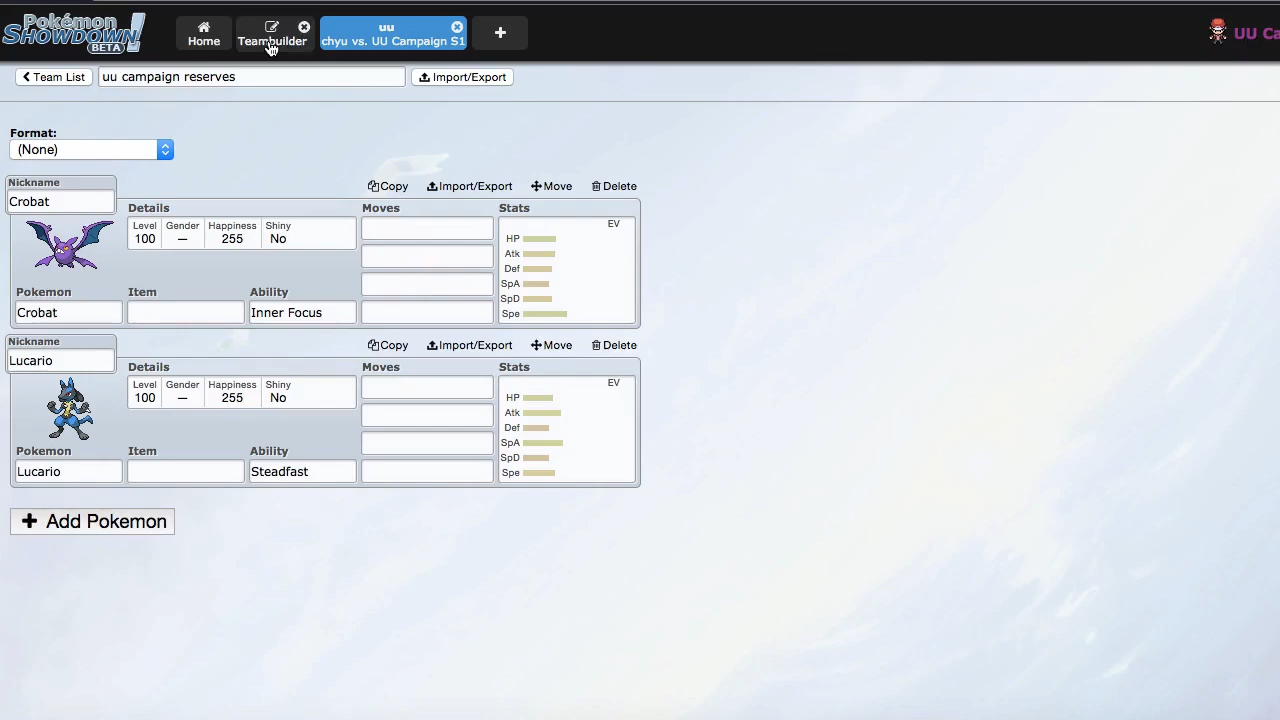 Pokémon
SHOWDOWN!
BETA
Home
Teambuilder
uu
chyu vs. UU Campaign S1
UU Ca
Team List
uu campaign reserves
Import/Export
Format:
(None)
Nickname
Crobat
Copy Import/Export Move Delete
Details
Moves
Stats
Level Gender Happiness Shiny
100 — 255 No
EV
HP
Atk
Def
SpA
SpD
Spe
Pokemon
Item
Ability
Crobat
Inner Focus
Nickname
Lucario
Copy Import/Export Move Delete
Details
Moves
Stats
Level Gender Happiness Shiny
100 — 255 No
EV
HP
Atk
Def
SpA
SpD
Spe
Pokemon
Item
Ability
Lucario
Steadfast
Add Pokemon